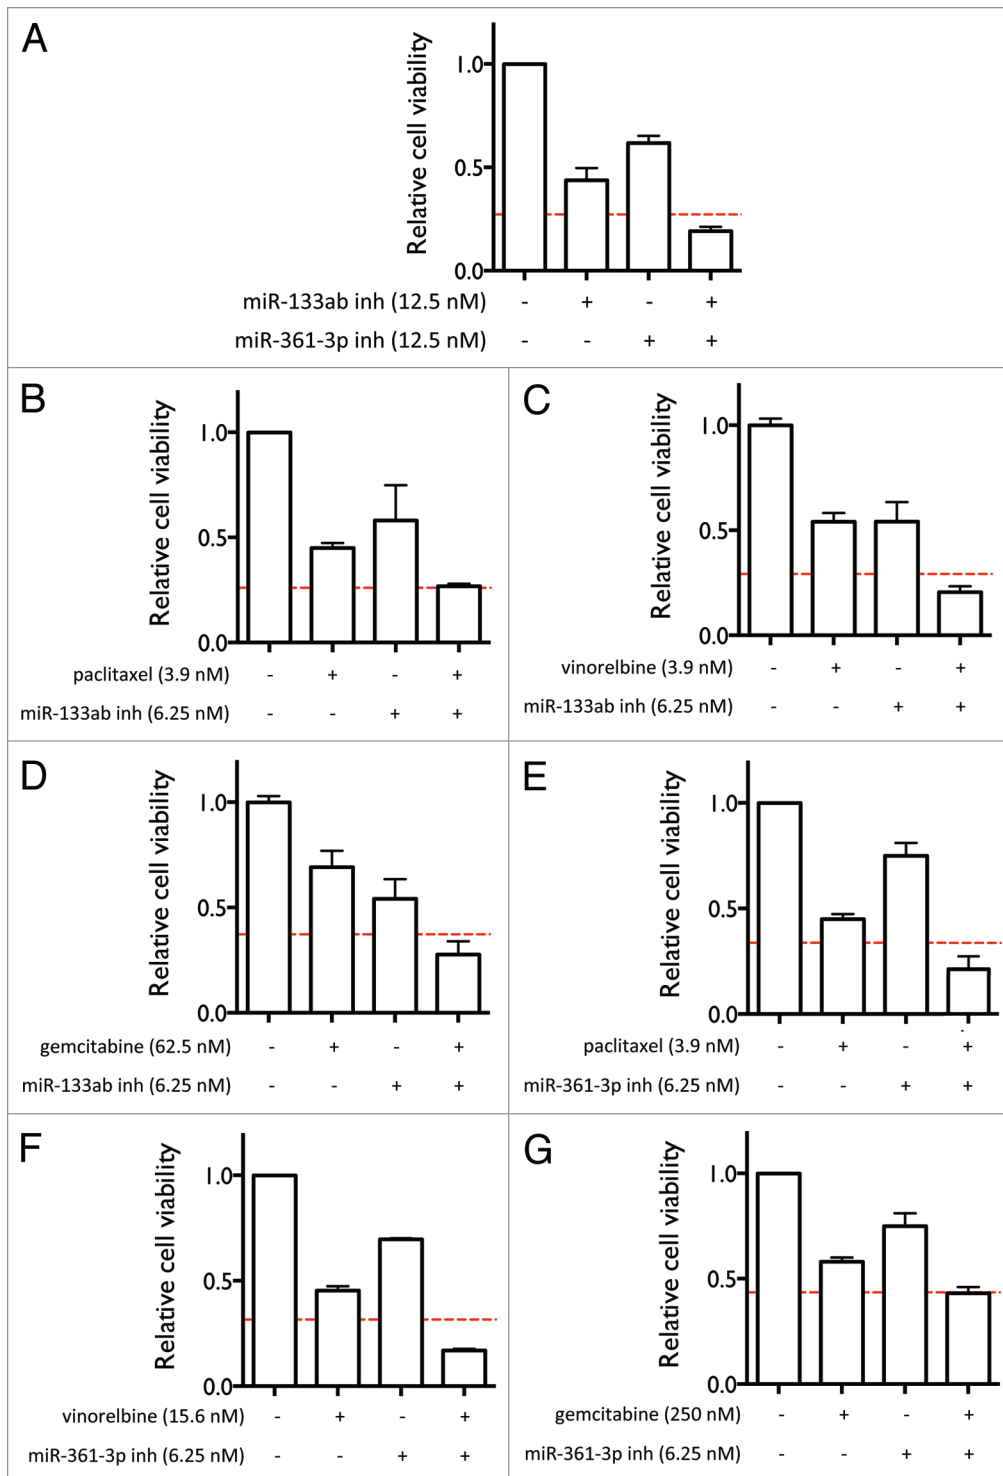 A
Relative cell viability
1.0
0.5
0.0
miR-133ab inh (12.5 nM) - + - +
miR-361-3p inh (12.5 nM) - - + +
B
Relative cell viability
1.0
0.5
0.0
paclitaxel (3.9 nM) - + - +
miR-133ab inh (6.25 nM) - - + +
C
Relative cell viability
1.0
0.5
0.0
vinorelbine (3.9 nM) - + - +
miR-133ab inh (6.25 nM) - - + +
D
Relative cell viability
1.0
0.5
0.0
gemcitabine (62.5 nM) - + - +
miR-133ab inh (6.25 nM) - - + +
E
Relative cell viability
1.0
0.5
0.0
paclitaxel (3.9 nM) - + - +
miR-361-3p inh (6.25 nM) - - + +
F
Relative cell viability
1.0
0.5
0.0
vinorelbine (15.6 nM) - + - +
miR-361-3p inh (6.25 nM) - - + +
G
Relative cell viability
1.0
0.5
0.0
gemcitabine (250 nM) - + - +
miR-361-3p inh (6.25 nM) - - + +